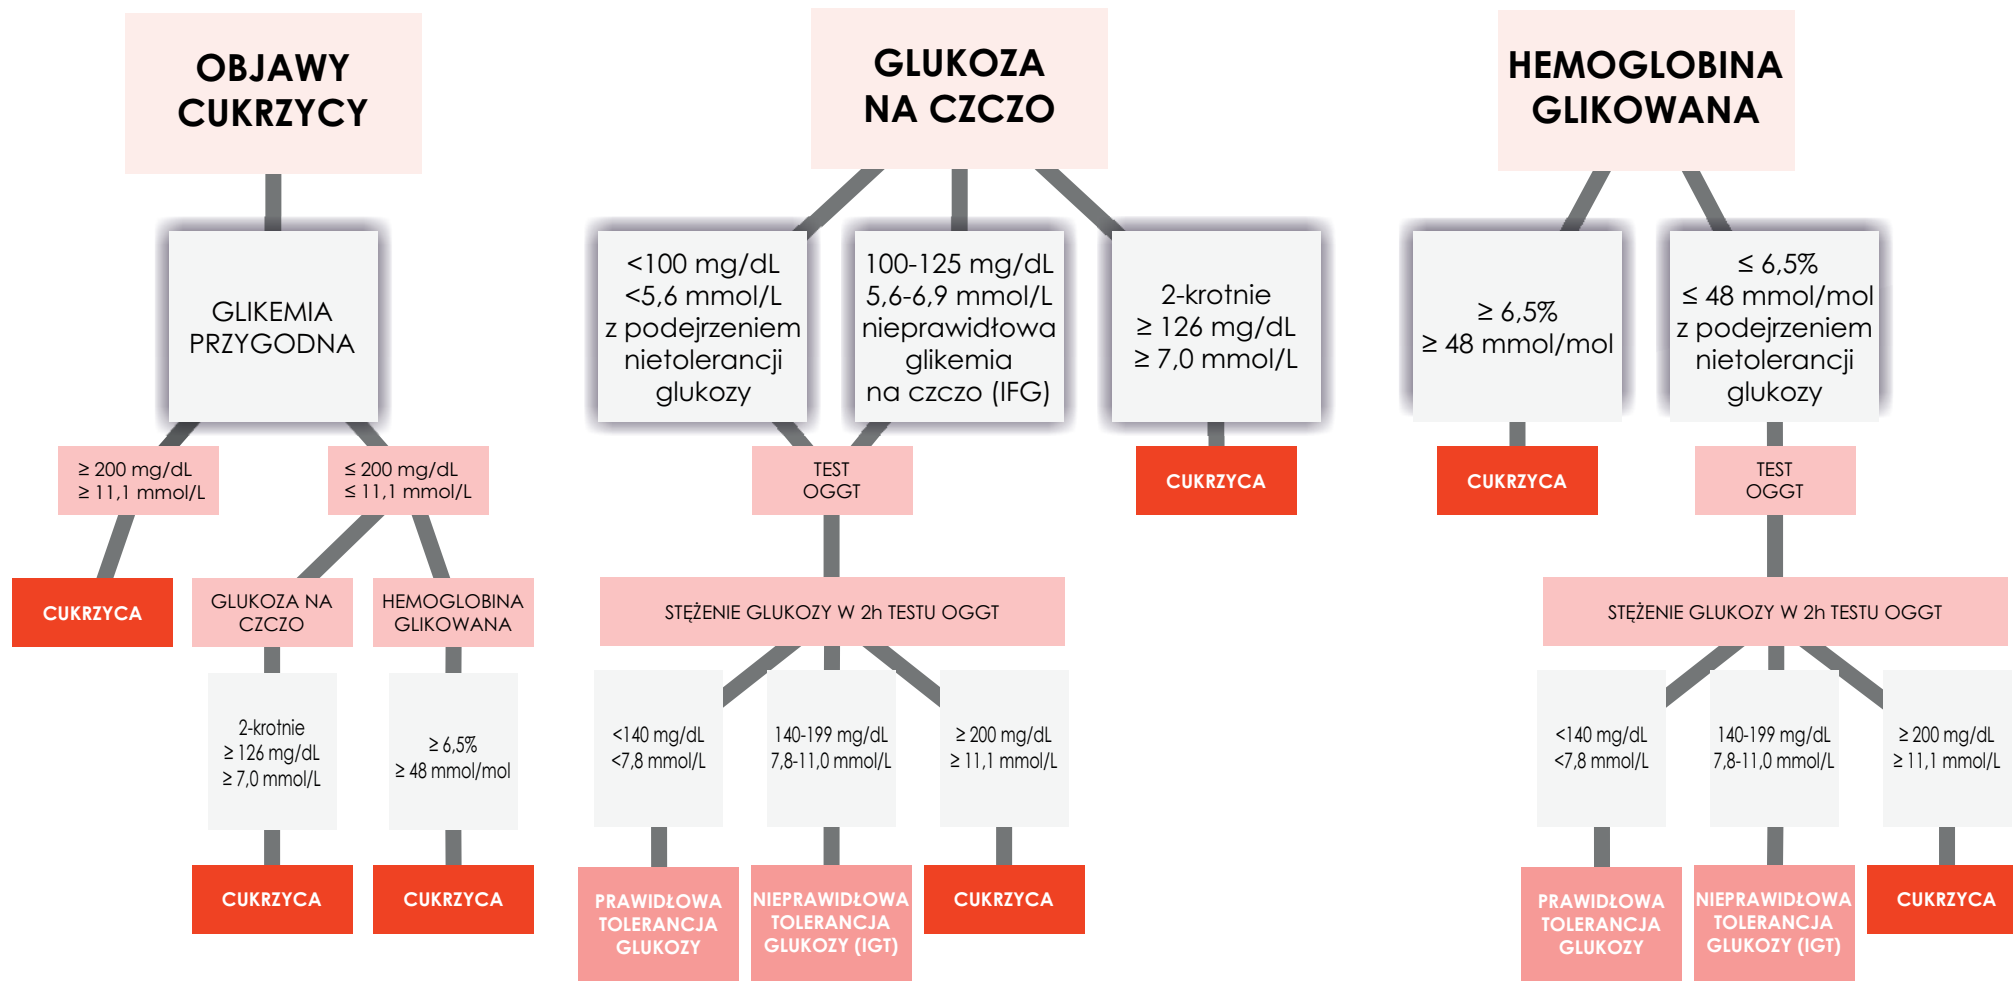 OBJAWY
CUKRZYCY
GLIKEMIA
PRZYGODNA
≥ 200 mg/dL
≥ 11,1 mmol/L
≤ 200 mg/dL
≤ 11,1 mmol/L
CUKRZYCA
GLUKOZA NA
CZCZO
HEMOGLOBINA
GLIKOWANA
2-krotnie
≥ 126 mg/dL
≥ 7,0 mmol/L
≥ 6,5%
≥ 48 mmol/mol
CUKRZYCA
CUKRZYCA
GLUKOZA
NA CZCZO
<100 mg/dL
<5,6 mmol/L
z podejrzeniem
nietolerancji
glukozy
100-125 mg/dL
5,6-6,9 mmol/L
nieprawidłowa
glikemia
na czczo (IFG)
2-krotnie
≥ 126 mg/dL
≥ 7,0 mmol/L
TEST
OGGT
CUKRZYCA
STĘŻENIE GLUKOZY W 2h TESTU OGGT
<140 mg/dL
<7,8 mmol/L
140-199 mg/dL
7,8-11,0 mmol/L
≥ 200 mg/dL
≥ 11,1 mmol/L
PRAWIDŁOWA
TOLERANCJA
GLUKOZY
NIEPRAWIDŁOWA
TOLERANCJA
GLUKOZY (IGT)
CUKRZYCA
HEMOGLOBINA
GLIKOWANA
≥ 6,5%
≥ 48 mmol/mol
≤ 6,5%
≤ 48 mmol/mol
z podejrzeniem
nietolerancji
glukozy
CUKRZYCA
TEST
OGGT
STĘŻENIE GLUKOZY W 2h TESTU OGGT
<140 mg/dL
<7,8 mmol/L
140-199 mg/dL
7,8-11,0 mmol/L
≥ 200 mg/dL
≥ 11,1 mmol/L
PRAWIDŁOWA
TOLERANCJA
GLUKOZY
NIEPRAWIDŁOWA
TOLERANCJA
GLUKOZY (IGT)
CUKRZYCA